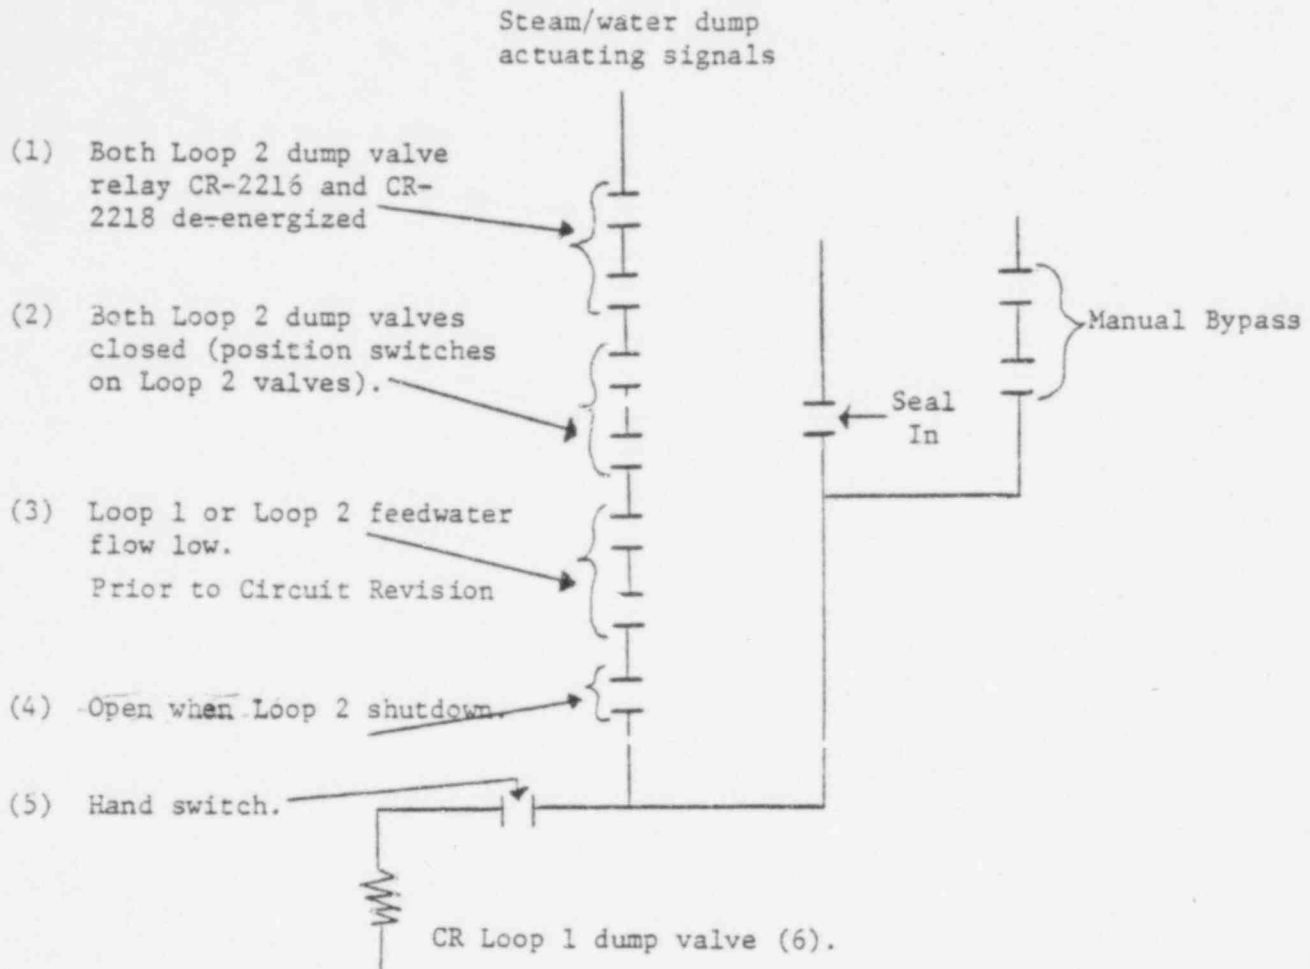 Steam/water dump
actuating signals
(1) Both Loop 2 dump valve
relay CR-2216 and CR-
2218 de-energized
(2) Both Loop 2 dump valves
closed (position switches
on Loop 2 valves).
Manual Bypass
Seal
In
(3) Loop 1 or Loop 2 feedwater
flow low.
Prior to Circuit Revision
(4) Open when Loop 2 shutdown.
(5) Hand switch.
CR Loop 1 dump valve (6).